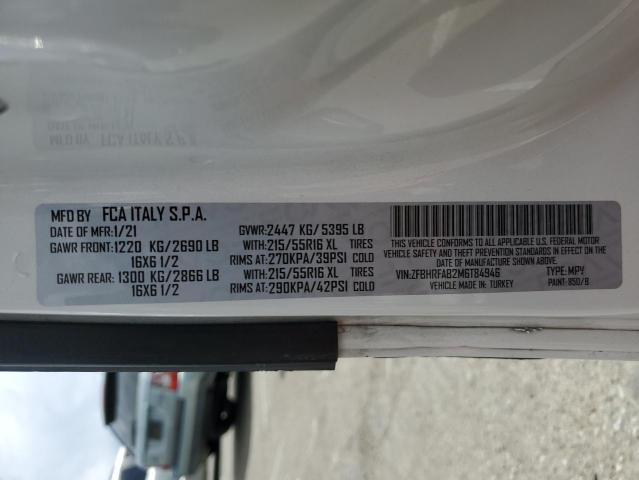 MFD BY FCA ITALY S.P.A.
DATE OF MFR:1/21 GVWR:2447 KG/5395 LB
GAWR FRONT:1220 KG/2690 LB WITH:215/55R16 XL TIRES
16X6 1/2 RIMS AT:270KPA/39PSI COLD
GAWR REAR:1300 KG/2866 LB WITH:215/55R16 XL TIRES
16X6 1/2 RIMS AT:290KPA/42PSI COLD
THIS VEHICLE CONFORMS TO ALL APPLICABLE U.S. FEDERAL MOTOR
VEHICLE SAFETY STANDARDS IN EFFECT ON THE
DATE OF MANUFACTURE SHOWN ABOVE.
VIN:ZFBHRFAB2M6T84946 TYPE: MPV
VEHICLE MADE IN: TURKEY PAINT: 850/B